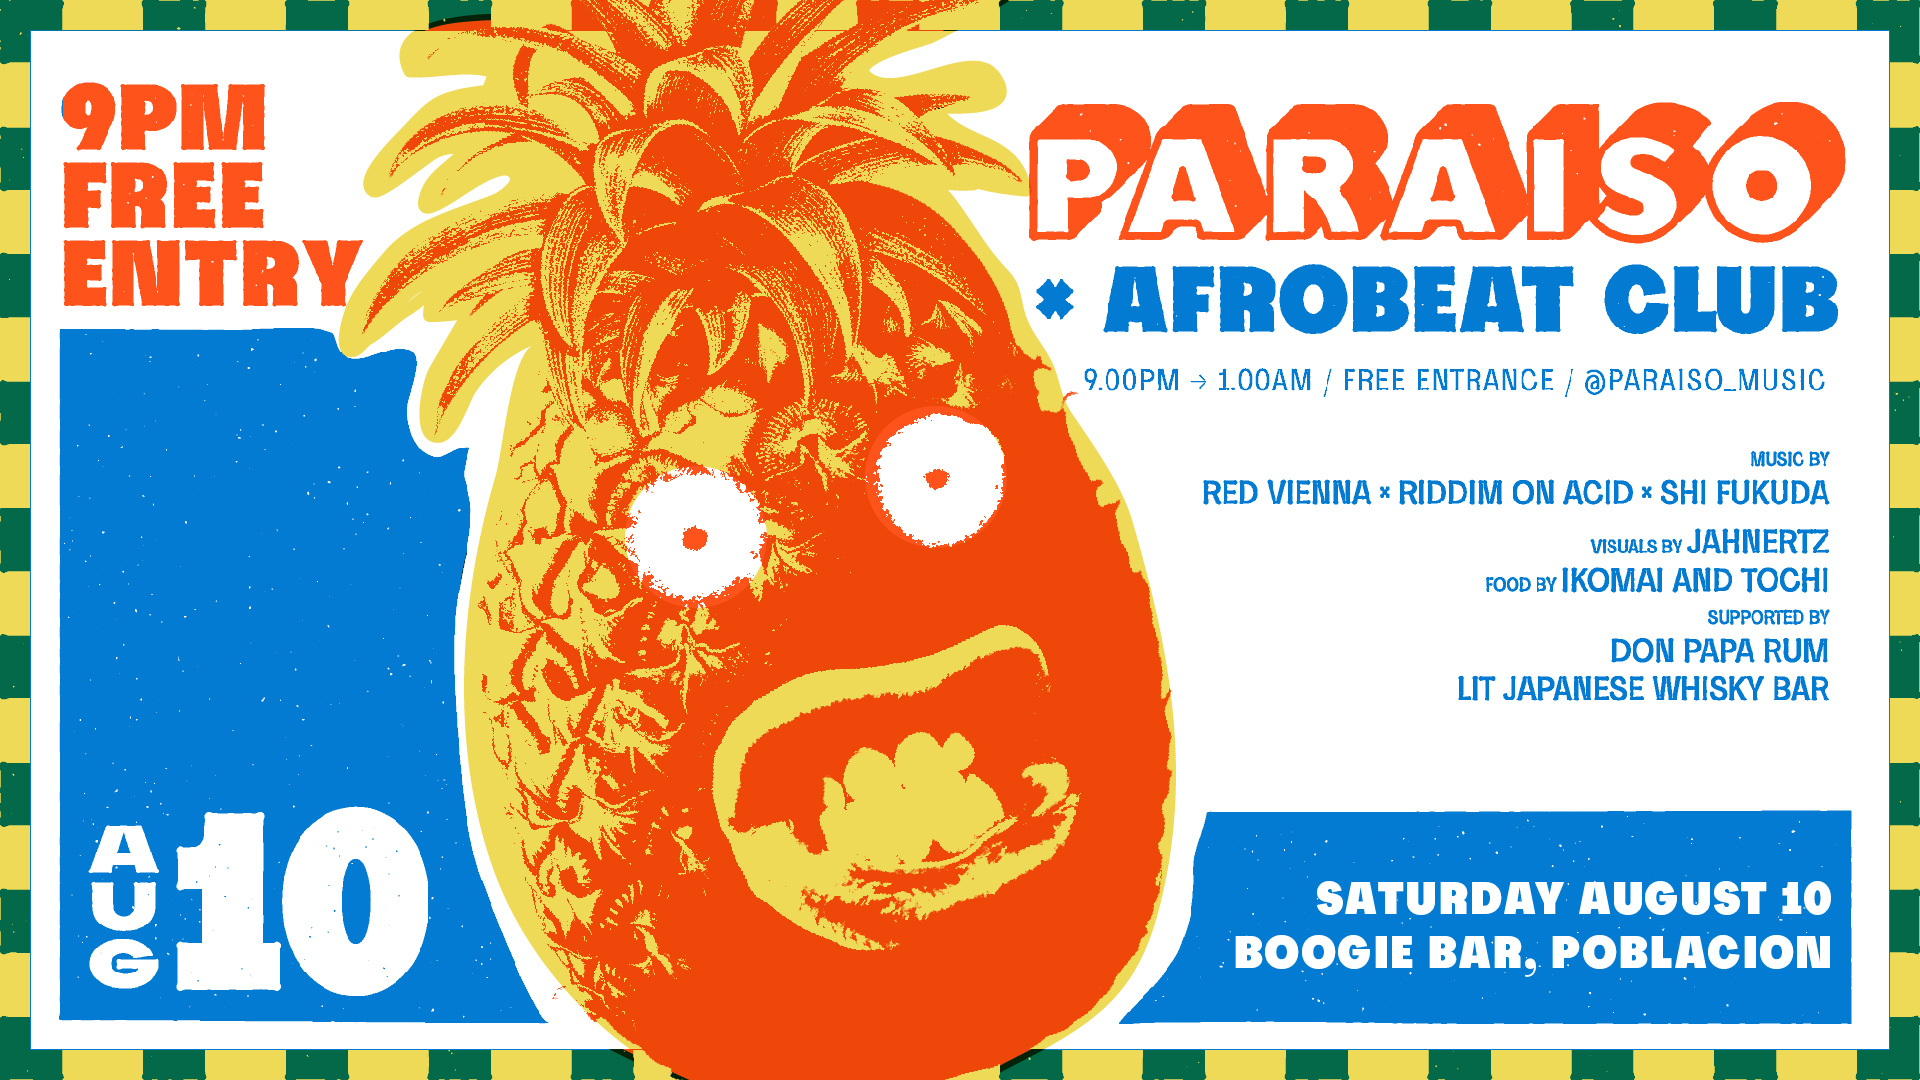 9PM
FREE
ENTRY
AUG 10
PARAISO
× AFROBEAT CLUB
9.00PM → 1.00AM / FREE ENTRANCE / @PARAISO_MUSIC
MUSIC BY
RED VIENNA × RIDDIM ON ACID × SHI FUKUDA
VISUALS BY JAHNERTZ
FOOD BY IKOMAI AND TOCHI
SUPPORTED BY
DON PAPA RUM
LIT JAPANESE WHISKY BAR
SATURDAY AUGUST 10
BOOGIE BAR, POBLACION